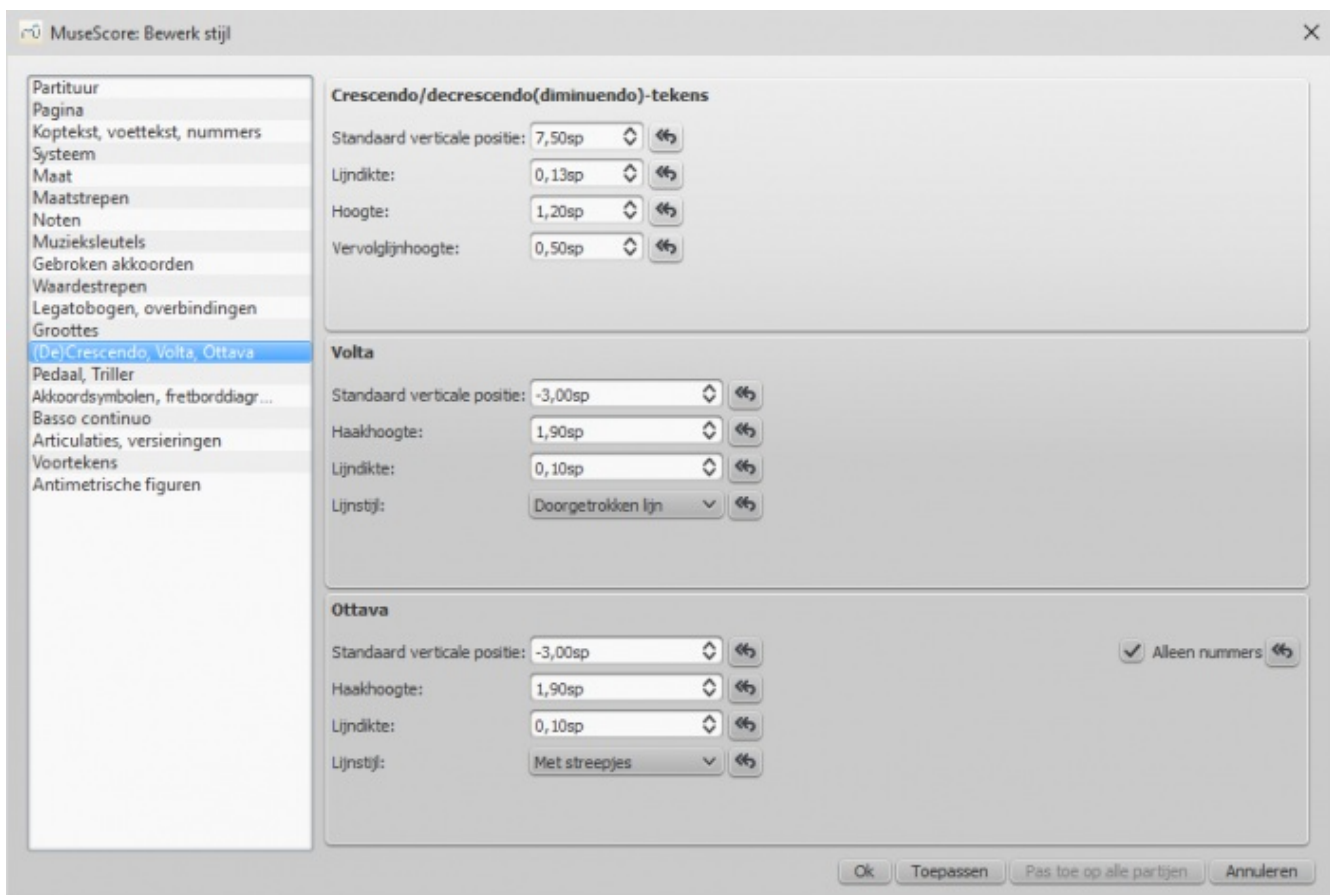 MuseScore: Bewerk stijl
Partituur
Pagina
Koptekst, voettekst, nummers
Systeem
Maat
Maatstrepen
Noten
Muzieksleutels
Gebroken akkoorden
Waardestrepen
Legatobogen, overbindingen
Groottes
(De)Crescendo, Volta, Ottava
Pedaal, Triller
Akkoordsymbolen, fretborddiagr...
Basso continuo
Articulaties, versieringen
Voortekens
Antimetrische figuren
Crescendo/decrescendo(diminuendo)-tekens
Standaard verticale positie: 7,50sp
Lijndikte: 0,13sp
Hoogte: 1,20sp
Vervolglijnhoogte: 0,50sp
Volta
Standaard verticale positie: -3,00sp
Haakhoogte: 1,90sp
Lijndikte: 0,10sp
Lijnstijl: Doorgetrokken lijn
Ottava
Standaard verticale positie: -3,00sp Alleen nummers
Haakhoogte: 1,90sp
Lijndikte: 0,10sp
Lijnstijl: Met streepjes
Ok Toepassen Pas toe op alle partijen Annuleren